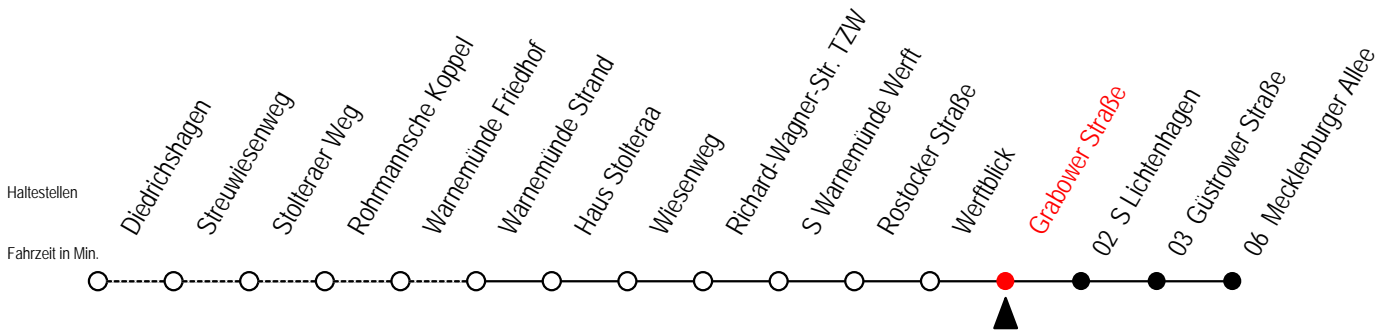 Haltestellen
Fahrzeit in Min.
Diedrichshagen
Streuwiesenweg
Stolteraer Weg
Rohrmannsche Koppel
Warnemünde Friedhof
Warnemünde Strand
Haus Stolteraa
Wiesenweg
Richard-Wagner-Str. TZW
S Warnemünde Werft
Rostocker Straße
Werftblick
Grabower Straße
02 S Lichtenhagen
03 Güstrower Straße
06 Mecklenburger Allee